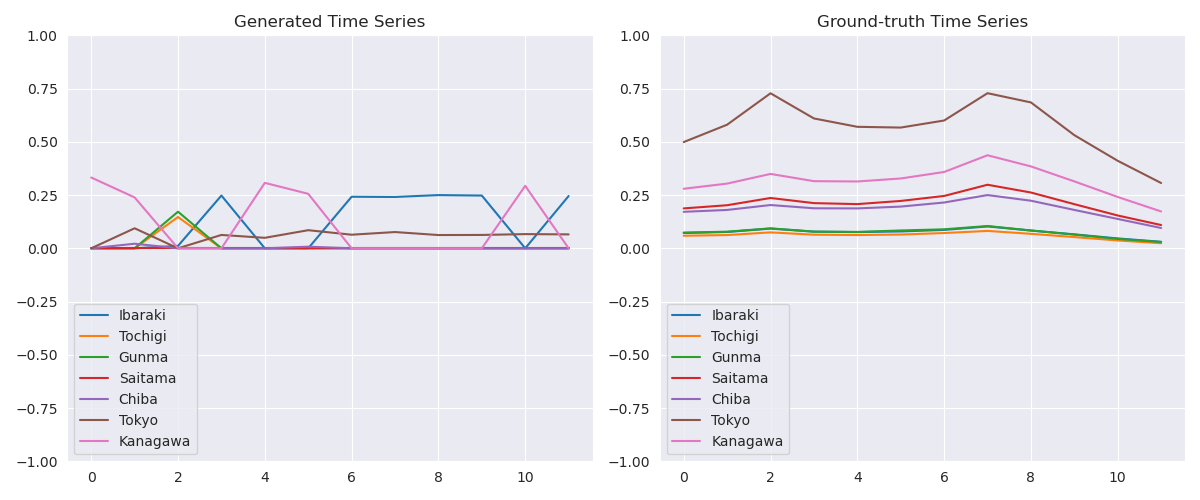 Generated Time Series
1.00
0.75
0.50
0.25
0.00
−0.25
−0.50
−0.75
−1.00
Ibaraki
Tochigi
Gunma
Saitama
Chiba
Tokyo
Kanagawa
0 2 4 6 8 10
Ground-truth Time Series
1.00
0.75
0.50
0.25
0.00
−0.25
−0.50
−0.75
−1.00
Ibaraki
Tochigi
Gunma
Saitama
Chiba
Tokyo
Kanagawa
0 2 4 6 8 10